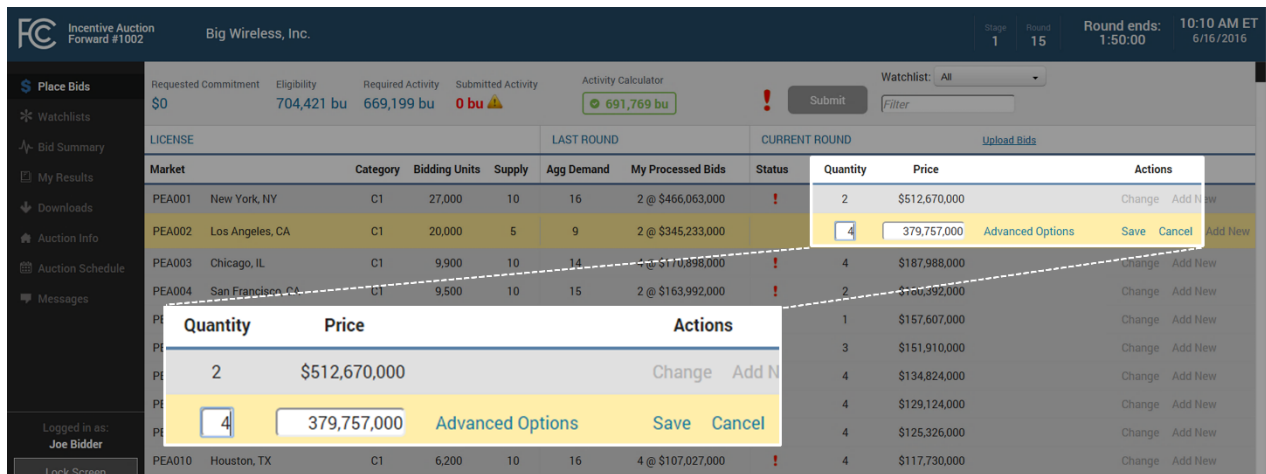 FCC Incentive Auction Forward #1002 Big Wireless, Inc. Stage 1 Round 15 Round ends: 1:50:00 10:10 AM ET 6/16/2016
Place Bids
Watchlists
Bid Summary
My Results
Downloads
Auction Info
Auction Schedule
Messages
Logged in as:
Joe Bidder
Lock Screen
Requested Commitment Eligibility Required Activity Submitted Activity Activity Calculator Watchlist: All
$0 704,421 bu 669,199 bu 0 bu 691,769 bu ! Submit Filter
LICENSE LAST ROUND CURRENT ROUND Upload Bids
Market Category Bidding Units Supply Agg Demand My Processed Bids Status Quantity Price Actions
PEA001 New York, NY C1 27,000 10 16 2 @ $466,063,000 ! 2 $512,670,000 Change Add New
PEA002 Los Angeles, CA C1 20,000 5 9 2 @ $345,233,000 4 379,757,000 Advanced Options Save Cancel Add New
PEA003 Chicago, IL C1 9,900 10 14 4 @ $170,898,000 ! 4 $187,988,000 Change Add New
PEA004 San Francisco, CA C1 9,500 10 15 2 @ $163,992,000 ! 2 $180,392,000 Change Add New
1 $157,607,000 Change Add New
3 $151,910,000 Change Add New
4 $134,824,000 Change Add New
4 $129,124,000 Change Add New
4 $125,326,000 Change Add New
PEA010 Houston, TX C1 6,200 10 16 4 @ $107,027,000 ! 4 $117,730,000 Change Add New
Quantity Price Actions
2 $512,670,000 Change Add N
4 379,757,000 Advanced Options Save Cancel